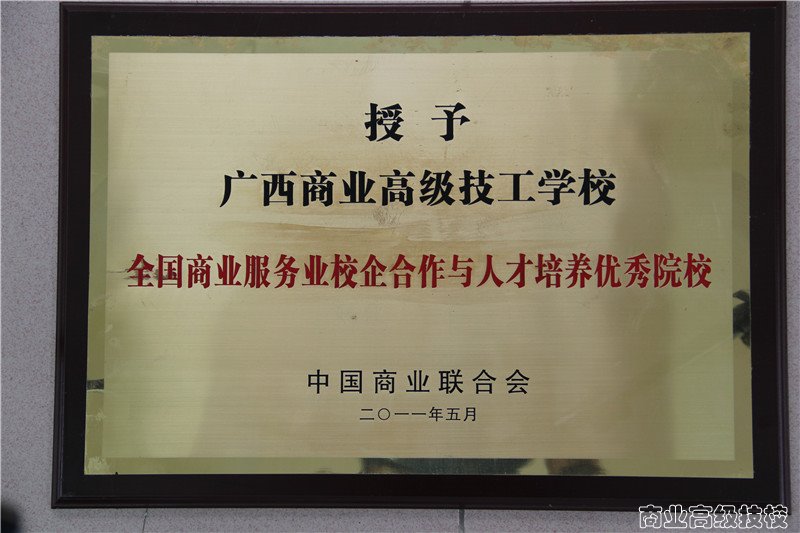 授予
广西商业高级技工学校
全国商业服务业校企合作与人才培养优秀院校
中国商业联合会
二〇一一年五月
商业高级技校